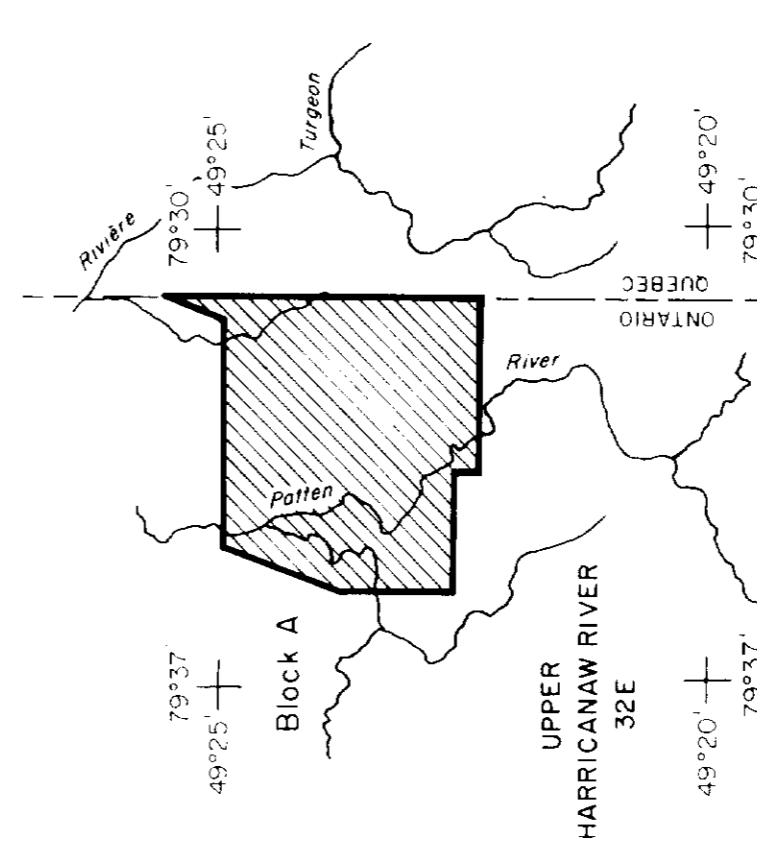 Rivière
Turgeon
79°30'
49°25'
79°37'
49°25'
Block A
Patten
River
QUEBEC
ONTARIO
UPPER
HARRICANAW RIVER
32E
49°20'
79°30'
49°20'
79°37'